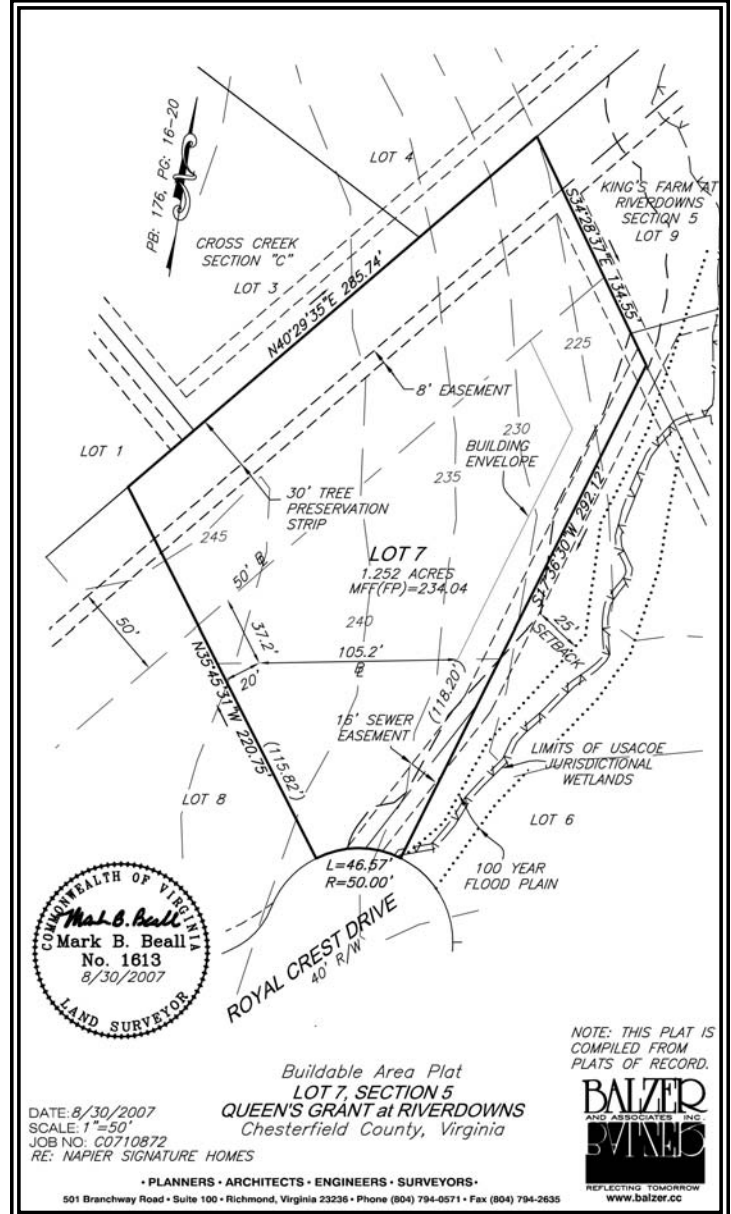 PB: 176, PG: 16-20
LOT 4
CROSS CREEK
SECTION "C"
LOT 3
KING'S FARM AT
RIVERDOWNS
SECTION 5
LOT 9
S34°28'37"E 134.55'
N40°29'35"E 285.74'
225
8' EASEMENT
230
BUILDING
ENVELOPE
235
LOT 1
30' TREE
PRESERVATION
STRIP
245
50' BL
LOT 7
1.252 ACRES
MFF(FP)=234.04
S17°36'30"W 292.12'
240
50'
37.2'
105.2'
BL
20'
25'
SETBACK
N35°45'31"W 220.75'
(115.82')
(118.20')
16' SEWER
EASEMENT
LIMITS OF USACOE
JURISDICTIONAL
WETLANDS
LOT 8
LOT 6
100 YEAR
FLOOD PLAIN
L=46.57'
R=50.00'
ROYAL CREST DRIVE
40' R/W
COMMONWEALTH OF VIRGINIA
Mark B. Beall
Mark B. Beall
No. 1613
8/30/2007
LAND SURVEYOR
NOTE: THIS PLAT IS
COMPILED FROM
PLATS OF RECORD.
Buildable Area Plat
LOT 7, SECTION 5
QUEEN'S GRANT at RIVERDOWNS
Chesterfield County, Virginia
DATE: 8/30/2007
SCALE: 1"=50'
JOB NO: C0710872
RE: NAPIER SIGNATURE HOMES
BALZER
AND ASSOCIATES INC.
REFLECTING TOMORROW
www.balzer.cc
• PLANNERS • ARCHITECTS • ENGINEERS • SURVEYORS •
501 Branchway Road • Suite 100 • Richmond, Virginia 23236 • Phone (804) 794-0571 • Fax (804) 794-2635